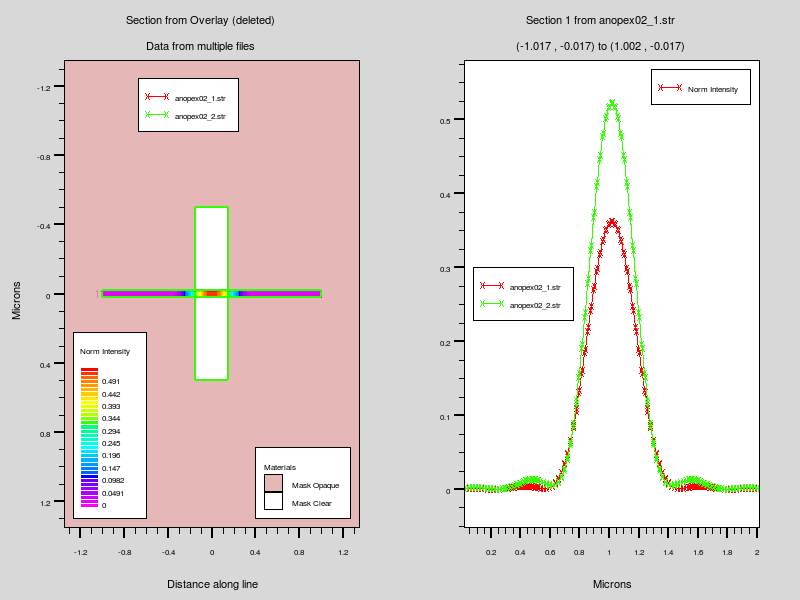 Section from Overlay (deleted)
Data from multiple files
anopex02_1.str
anopex02_2.str
-1.2
-0.8
-0.4
0
0.4
0.8
1.2
Microns
1
Norm Intensity
0.491
0.442
0.393
0.344
0.294
0.245
0.196
0.147
0.0982
0.0491
0
Materials
Mask Opaque
Mask Clear
-1.2 -0.8 -0.4 0 0.4 0.8 1.2
Distance along line
Section 1 from anopex02_1.str
(-1.017 , -0.017) to (1.002 , -0.017)
Norm Intensity
anopex02_1.str
anopex02_2.str
0.5
0.4
0.3
0.2
0.1
0
0.2 0.4 0.6 0.8 1 1.2 1.4 1.6 1.8 2
Microns